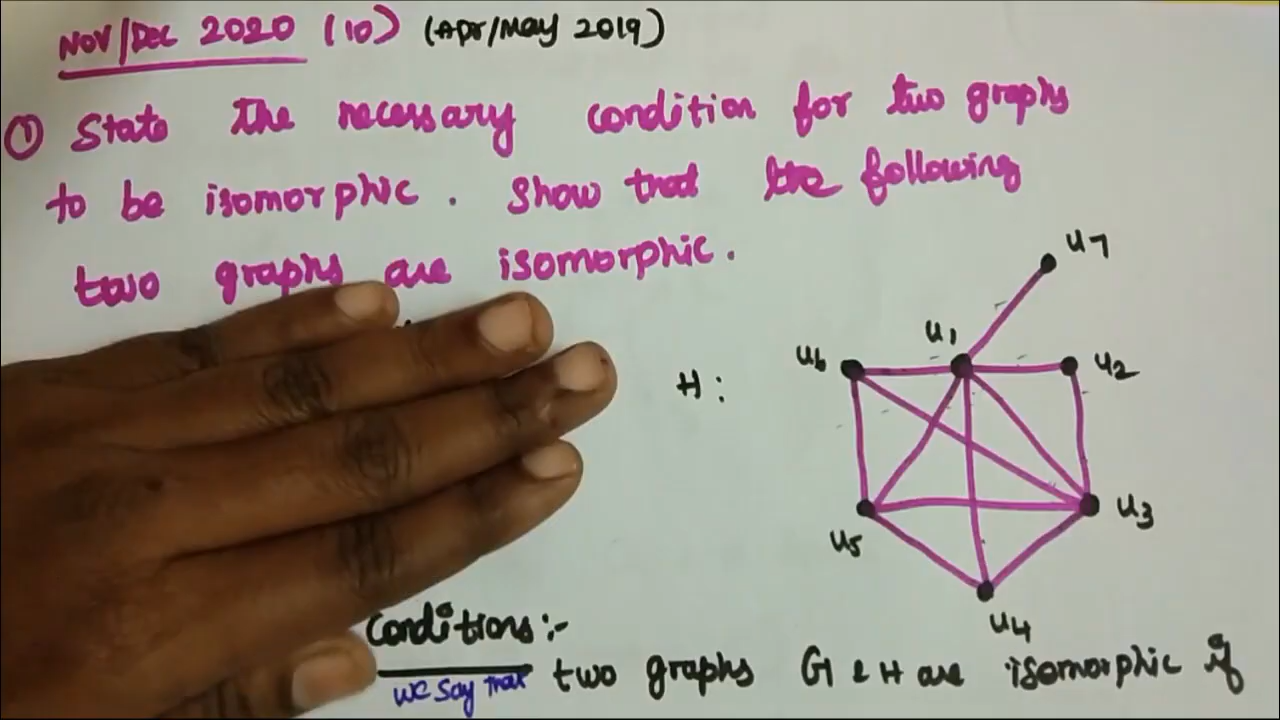 Nov/Dec 2020 (10) (Apr/May 2019)
① State the necessary condition for two graphs
to be isomorphic. Show that the following
two graphs are isomorphic.
u7
u6 u1 u2
H:
u5 u3
u4
Conditions:-
we say that two graphs G & H are isomorphic if